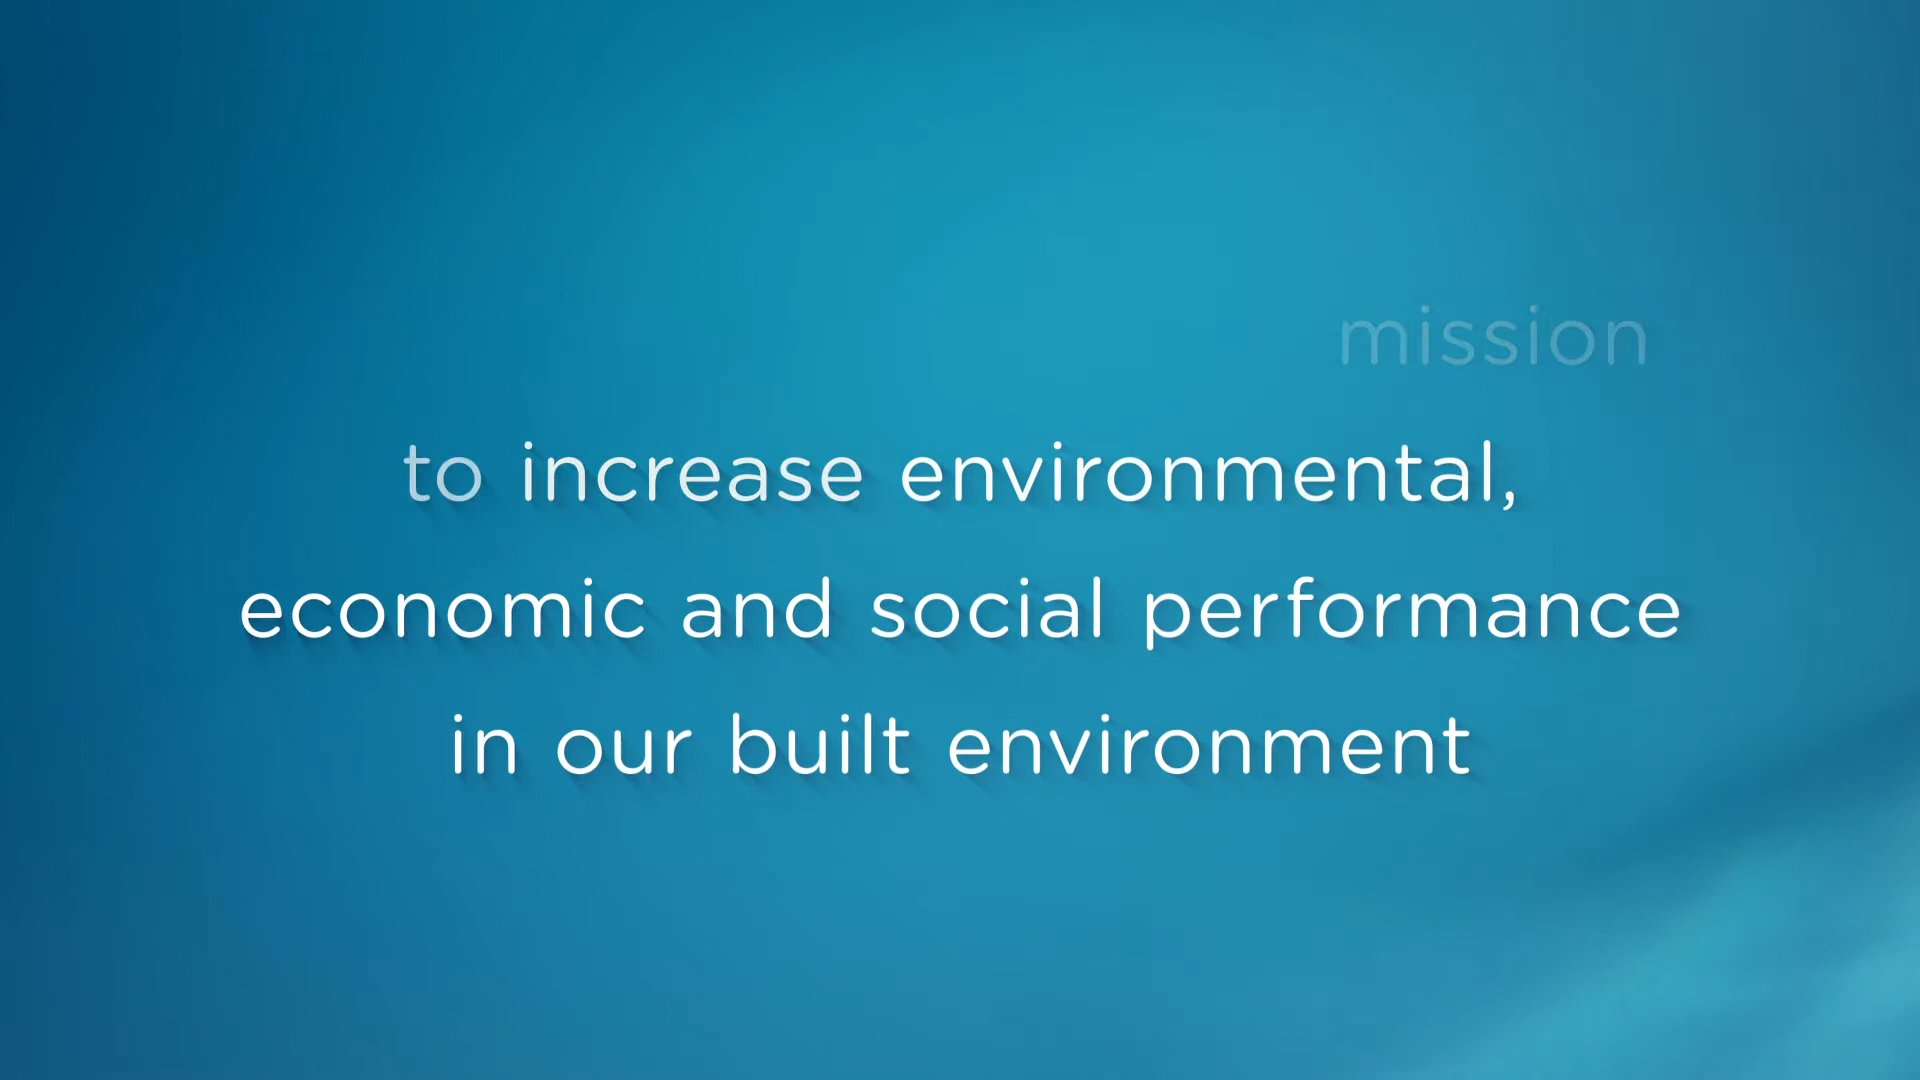 mission
to increase environmental,
economic and social performance
in our built environment